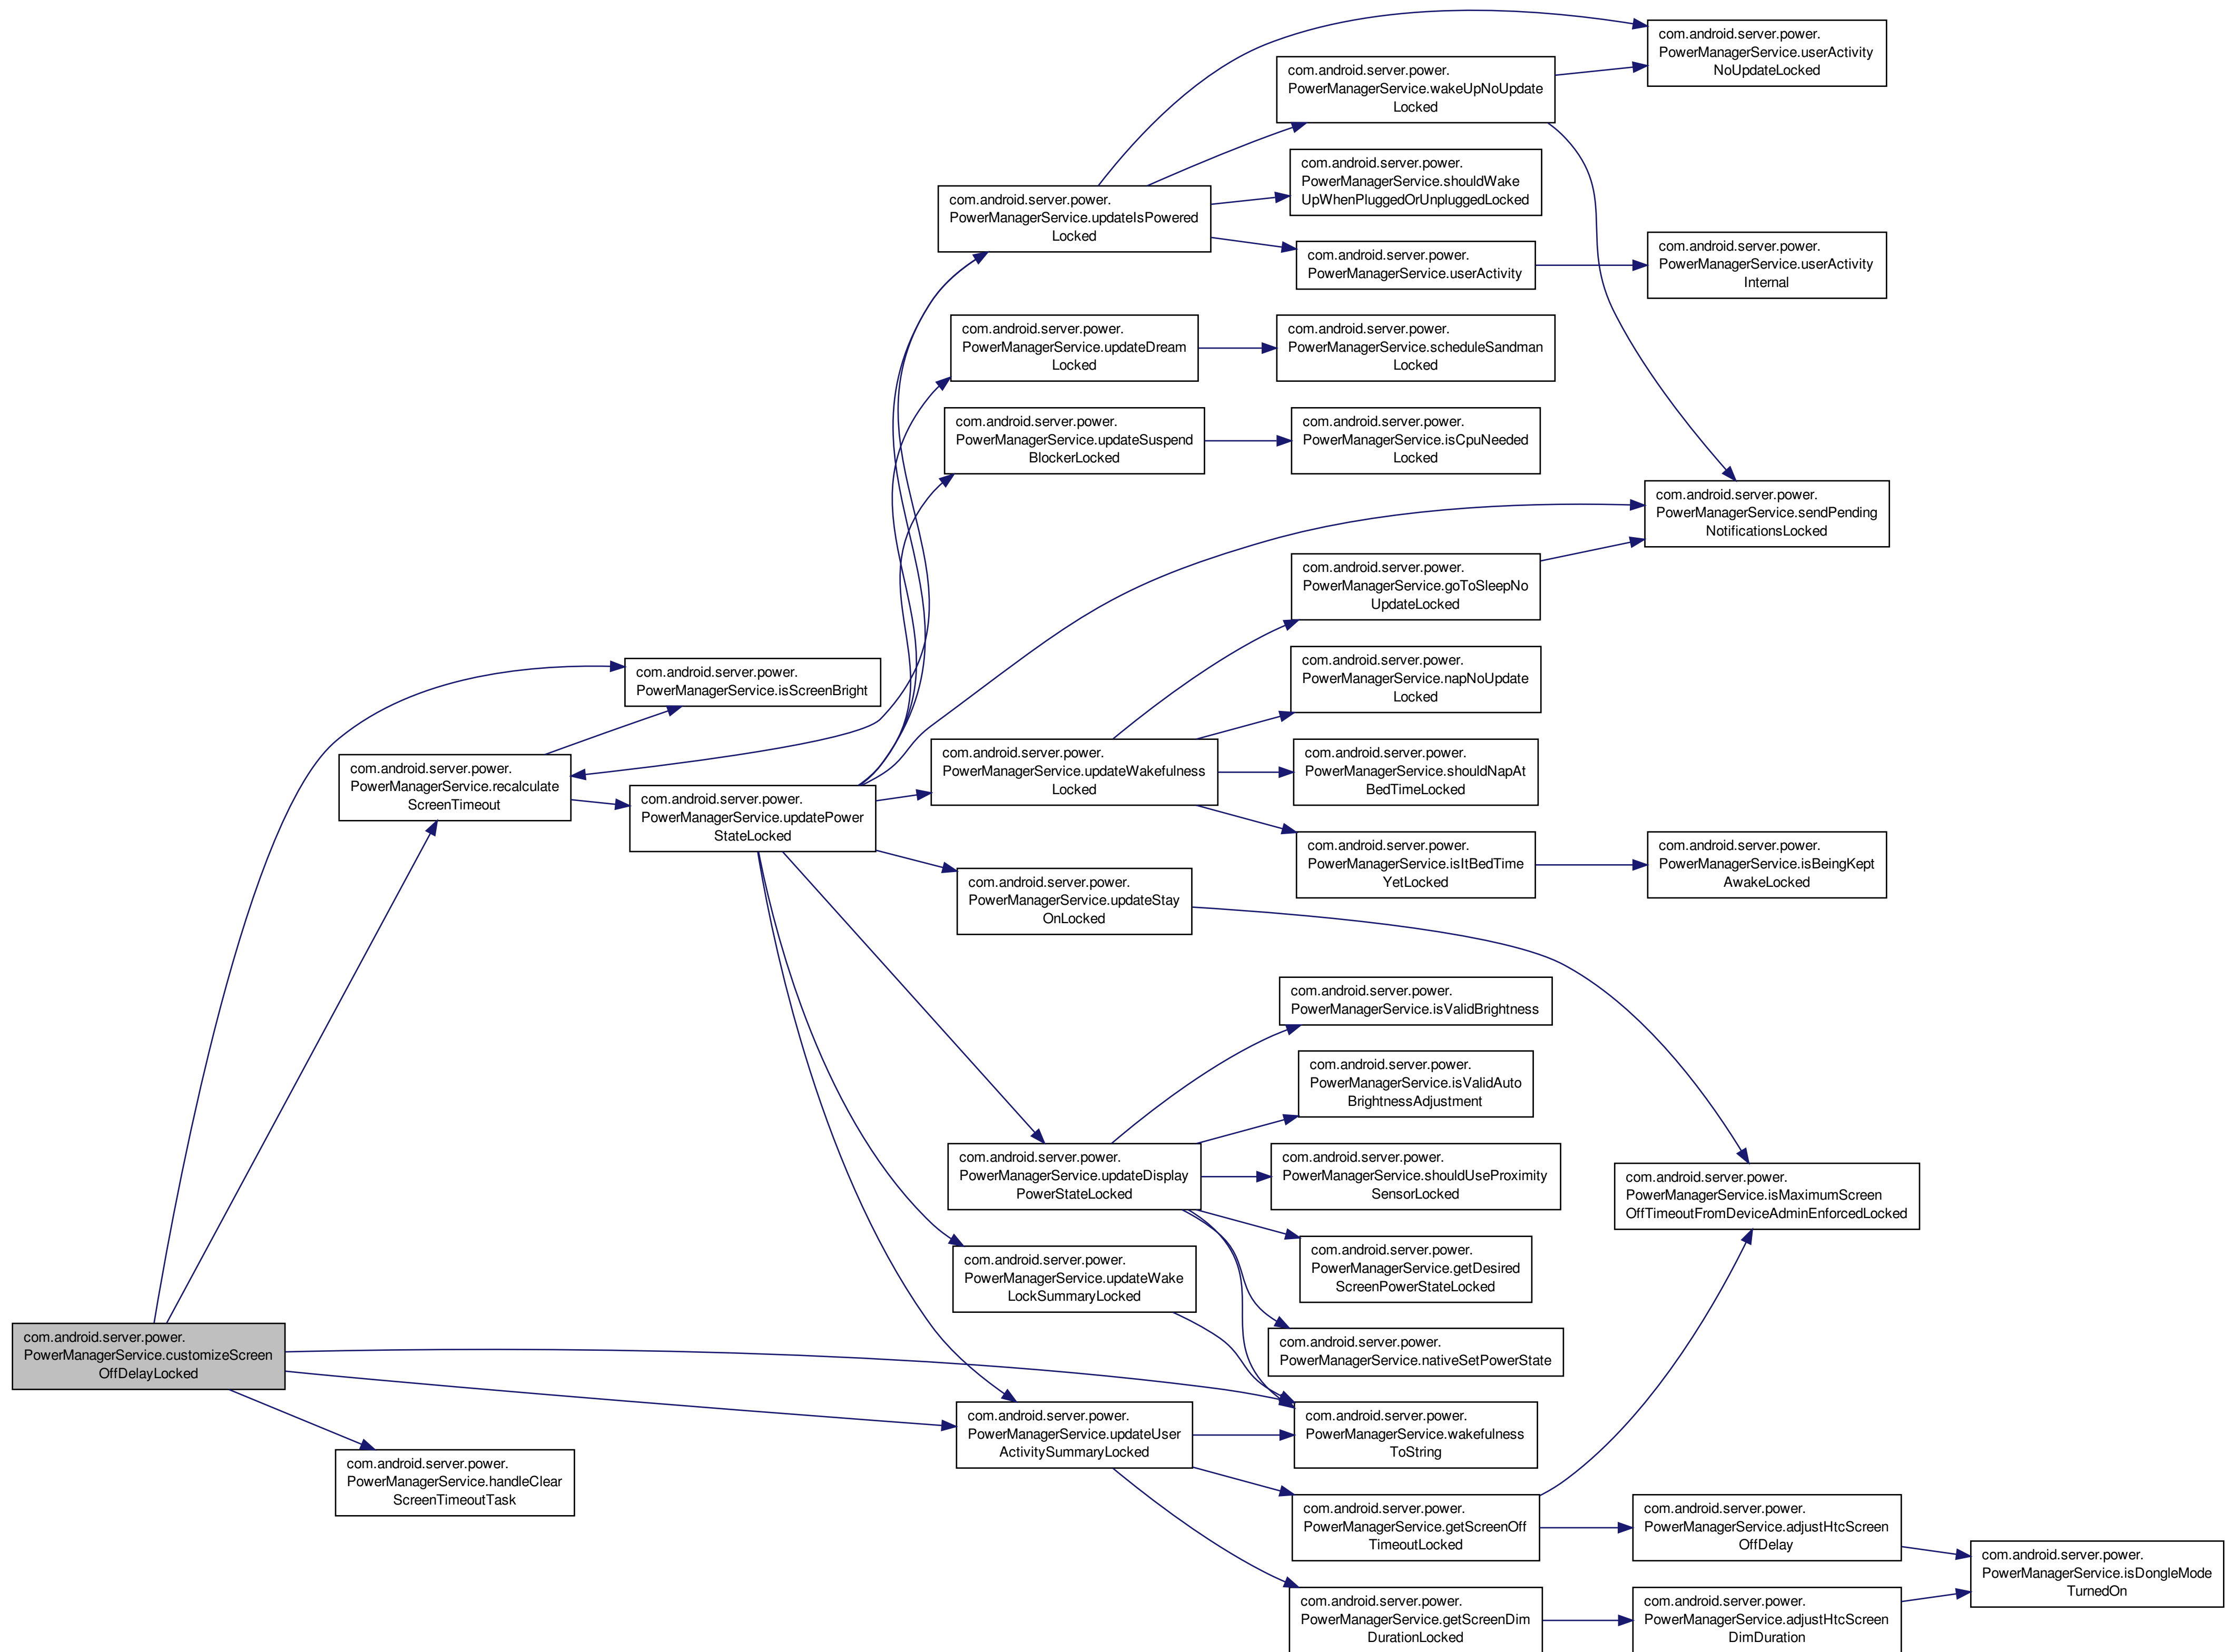 com.android.server.power.
PowerManagerService.userActivity
NoUpdateLocked
com.android.server.power.
PowerManagerService.wakeUpNoUpdate
Locked
com.android.server.power.
PowerManagerService.shouldWake
UpWhenPluggedOrUnpluggedLocked
com.android.server.power.
PowerManagerService.updateIsPowered
Locked
com.android.server.power.
PowerManagerService.userActivity
com.android.server.power.
PowerManagerService.userActivity
Internal
com.android.server.power.
PowerManagerService.updateDream
Locked
com.android.server.power.
PowerManagerService.scheduleSandman
Locked
com.android.server.power.
PowerManagerService.updateSuspend
BlockerLocked
com.android.server.power.
PowerManagerService.isCpuNeeded
Locked
com.android.server.power.
PowerManagerService.sendPending
NotificationsLocked
com.android.server.power.
PowerManagerService.goToSleepNo
UpdateLocked
com.android.server.power.
PowerManagerService.isScreenBright
com.android.server.power.
PowerManagerService.napNoUpdate
Locked
com.android.server.power.
PowerManagerService.recalculate
ScreenTimeout
com.android.server.power.
PowerManagerService.updatePower
StateLocked
com.android.server.power.
PowerManagerService.updateWakefulness
Locked
com.android.server.power.
PowerManagerService.shouldNapAt
BedTimeLocked
com.android.server.power.
PowerManagerService.isItBedTime
YetLocked
com.android.server.power.
PowerManagerService.isBeingKept
AwakeLocked
com.android.server.power.
PowerManagerService.updateStay
OnLocked
com.android.server.power.
PowerManagerService.isValidBrightness
com.android.server.power.
PowerManagerService.isValidAuto
BrightnessAdjustment
com.android.server.power.
PowerManagerService.updateDisplay
PowerStateLocked
com.android.server.power.
PowerManagerService.shouldUseProximity
SensorLocked
com.android.server.power.
PowerManagerService.isMaximumScreen
OffTimeoutFromDeviceAdminEnforcedLocked
com.android.server.power.
PowerManagerService.getDesired
ScreenPowerStateLocked
com.android.server.power.
PowerManagerService.updateWake
LockSummaryLocked
com.android.server.power.
PowerManagerService.nativeSetPowerState
com.android.server.power.
PowerManagerService.customizeScreen
OffDelayLocked
com.android.server.power.
PowerManagerService.updateUser
ActivitySummaryLocked
com.android.server.power.
PowerManagerService.wakefulness
ToString
com.android.server.power.
PowerManagerService.handleClear
ScreenTimeoutTask
com.android.server.power.
PowerManagerService.getScreenOff
TimeoutLocked
com.android.server.power.
PowerManagerService.adjustHtcScreen
OffDelay
com.android.server.power.
PowerManagerService.isDongleMode
TurnedOn
com.android.server.power.
PowerManagerService.getScreenDim
DurationLocked
com.android.server.power.
PowerManagerService.adjustHtcScreen
DimDuration